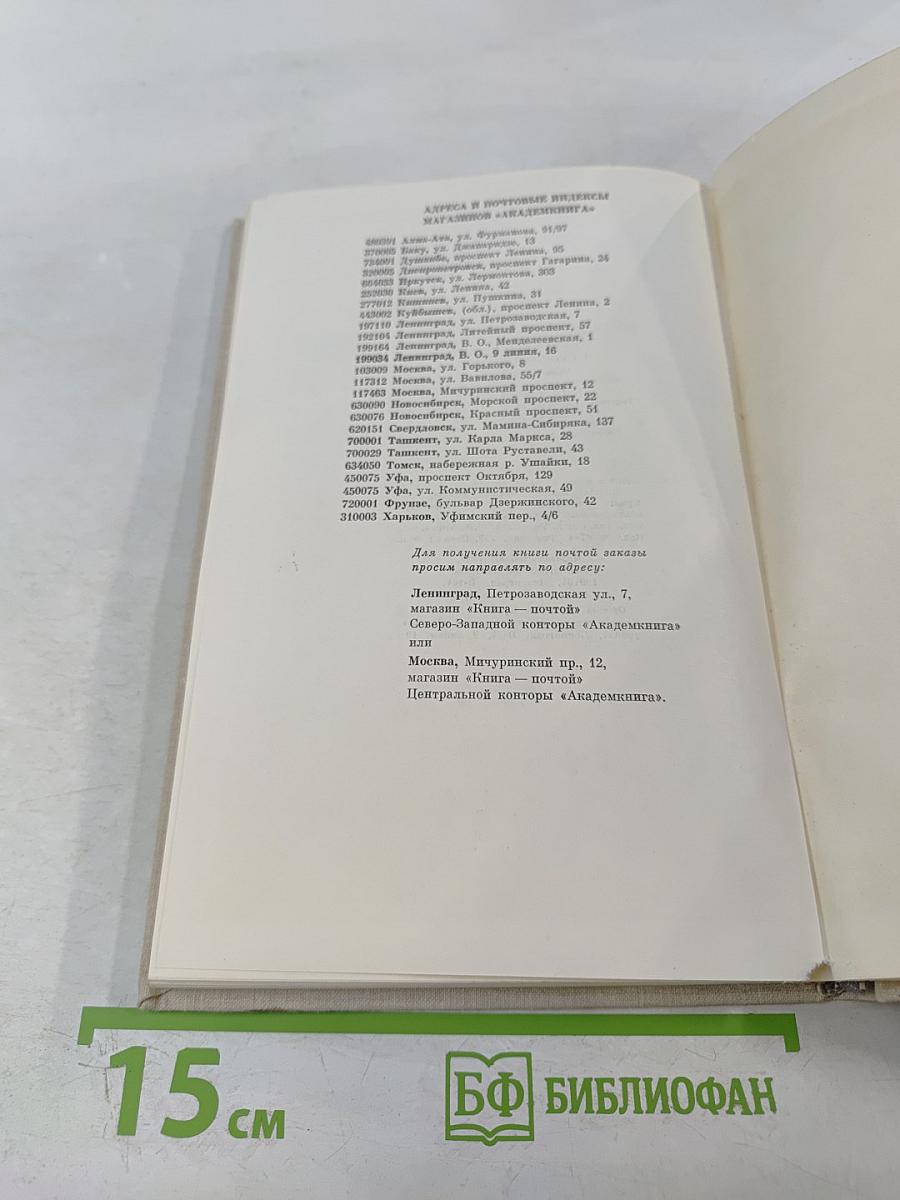 АДРЕСА И ПОЧТОВЫЕ ИНДЕКСЫ
МАГАЗИНОВ «АКАДЕМКНИГА»
480391 Алма-Ата, ул. Фурманова, 91/97
370005 Баку, ул. Джапаридзе, 13
734001 Душанбе, проспект Ленина, 95
320005 Днепропетровск, проспект Гагарина, 24
664033 Иркутск, ул. Лермонтова, 303
252030 Киев, ул. Ленина, 42
277012 Кишинев, ул. Пушкина, 31
443002 Куйбышев, (обл.), проспект Ленина, 2
197110 Ленинград, ул. Петрозаводская, 7
192104 Ленинград, Литейный проспект, 57
199164 Ленинград, В. О., Менделеевская, 1
199034 Ленинград, В. О., 9 линия, 16
103009 Москва, ул. Горького, 8
117312 Москва, ул. Вавилова, 55/7
117463 Москва, Мичуринский проспект, 12
630090 Новосибирск, Морской проспект, 22
630076 Новосибирск, Красный проспект, 51
620151 Свердловск, ул. Мамина-Сибиряка, 137
700001 Ташкент, ул. Карла Маркса, 28
700029 Ташкент, ул. Шота Руставели, 43
634050 Томск, набережная р. Ушайки, 18
450075 Уфа, проспект Октября, 129
450075 Уфа, ул. Коммунистическая, 49
720001 Фрунзе, бульвар Дзержинского, 42
310003 Харьков, Уфимский пер., 4/6
Для получения книги почтой заказы
просим направлять по адресу:
Ленинград, Петрозаводская ул., 7,
магазин «Книга — почтой»
Северо-Западной конторы «Академкнига»
или
Москва, Мичуринский пр., 12,
магазин «Книга — почтой»
Центральной конторы «Академкнига».
15 см
БФ БИБЛИОФАН